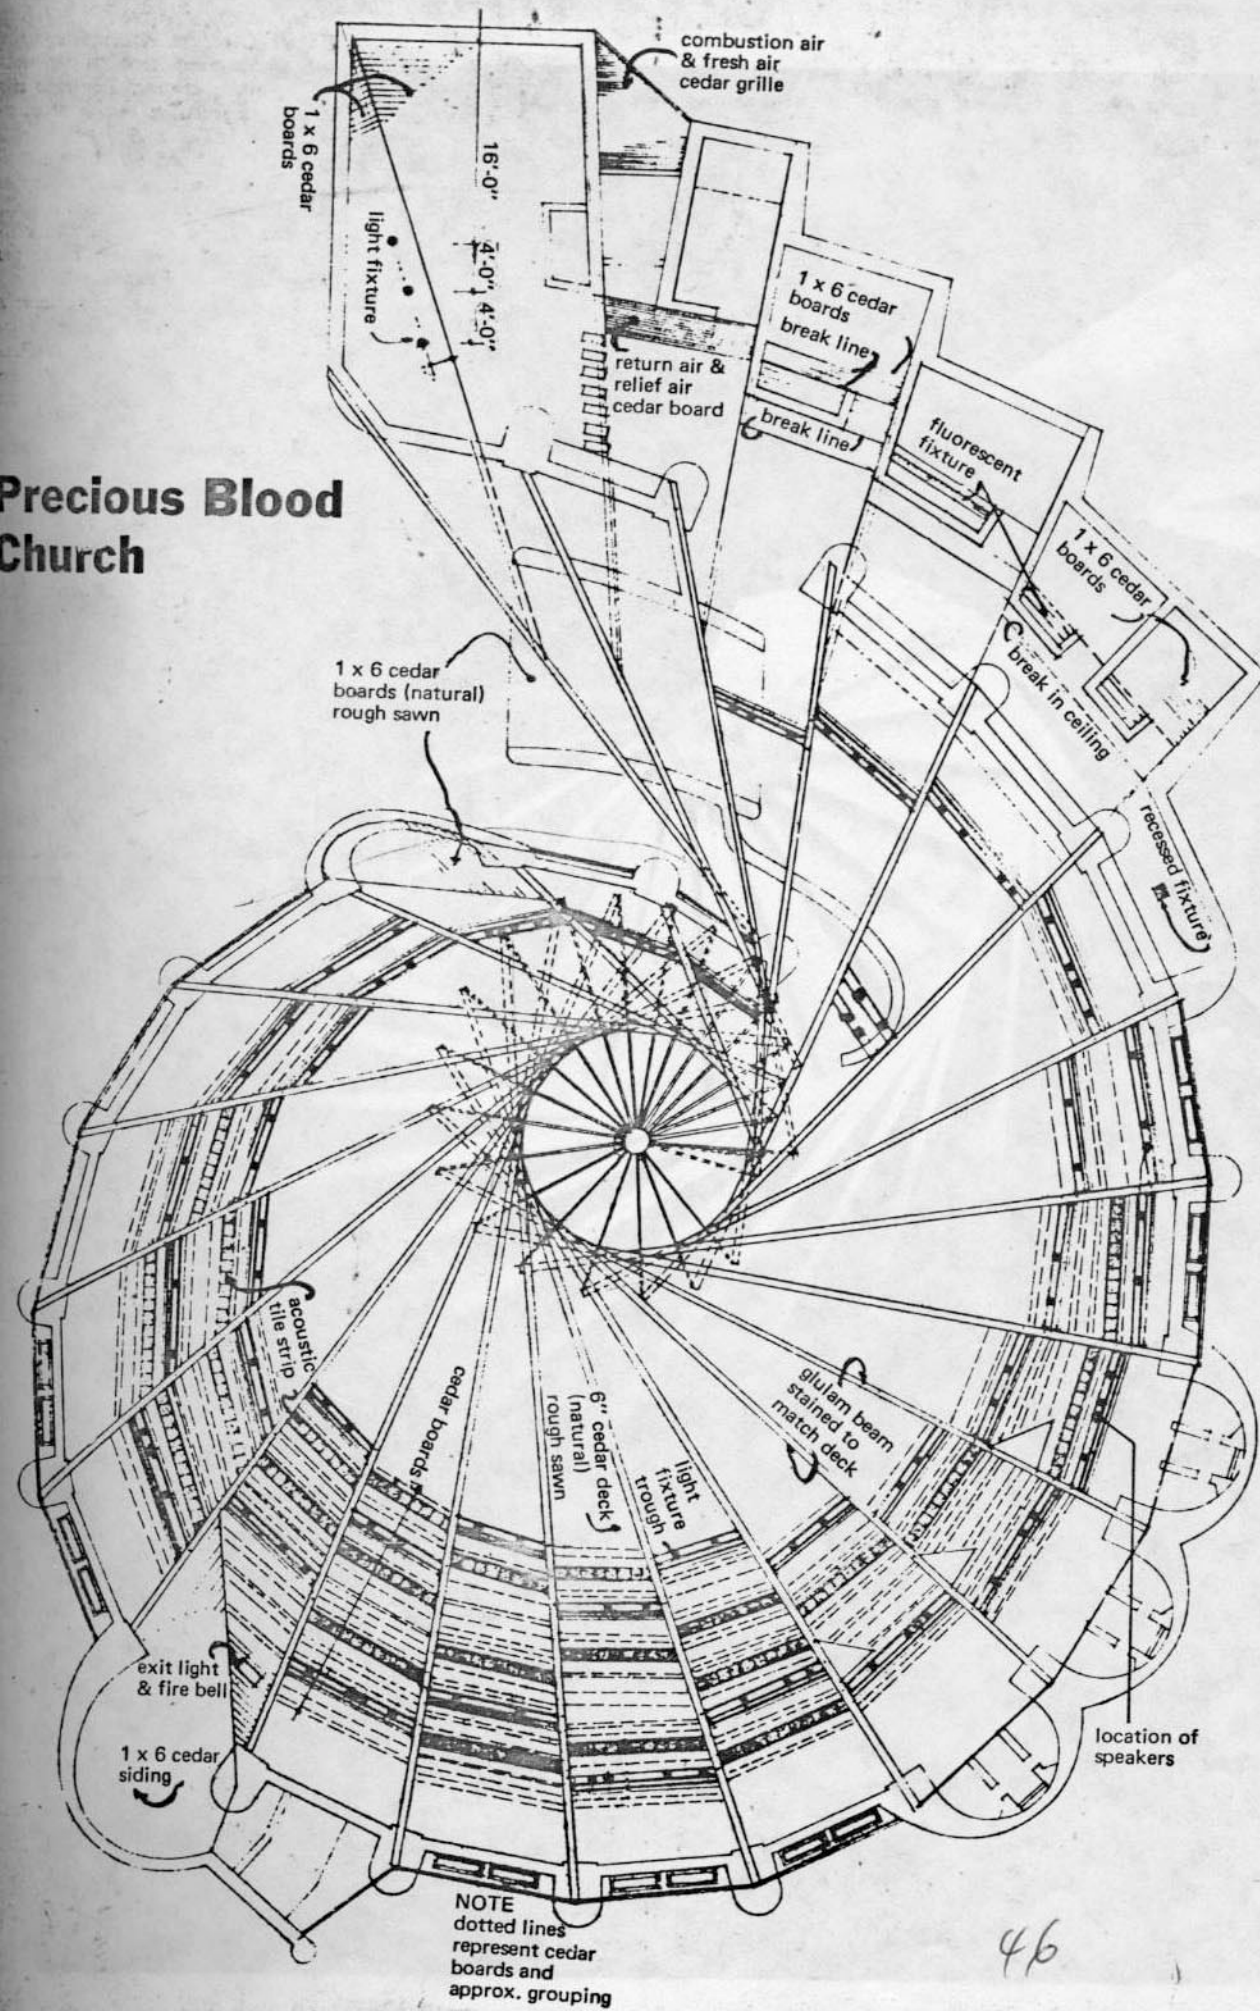 combustion air
& fresh air
cedar grille
1 x 6 cedar
boards
16'-0"
4'-0"
4'-0"
light fixture
return air &
relief air
cedar board
1 x 6 cedar
boards
break line
break line
fluorescent
fixture
1 x 6 cedar
boards
break in ceiling
recessed fixture
Precious Blood
Church
1 x 6 cedar
boards (natural)
rough sawn
acoustic
tile strip
cedar boards
6" cedar deck
(natural)
rough sawn
light
fixture
trough
glulam beam
stained to
match deck
exit light
& fire bell
1 x 6 cedar
siding
location of
speakers
NOTE
dotted lines
represent cedar
boards and
approx. grouping
46